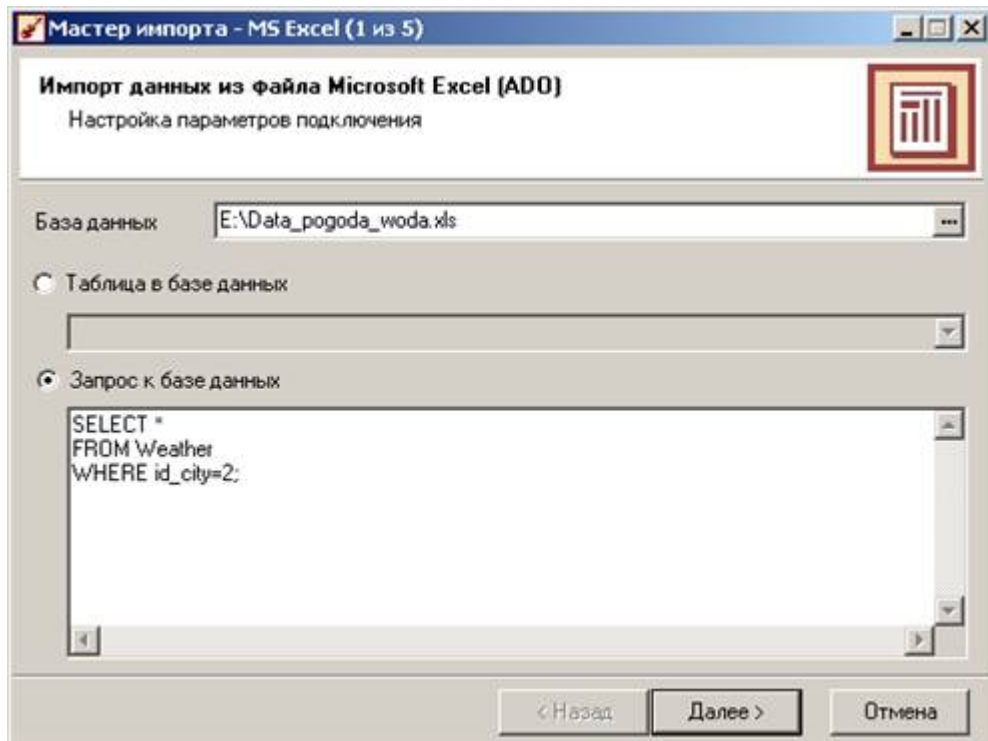 Мастер импорта - MS Excel (1 из 5)
Импорт данных из файла Microsoft Excel (ADO)
Настройка параметров подключения
База данных E:\Data_pogoda_woda.xls ...
Таблица в базе данных
Запрос к базе данных
SELECT *
FROM Weather
WHERE id_city=2;
< Назад Далее > Отмена